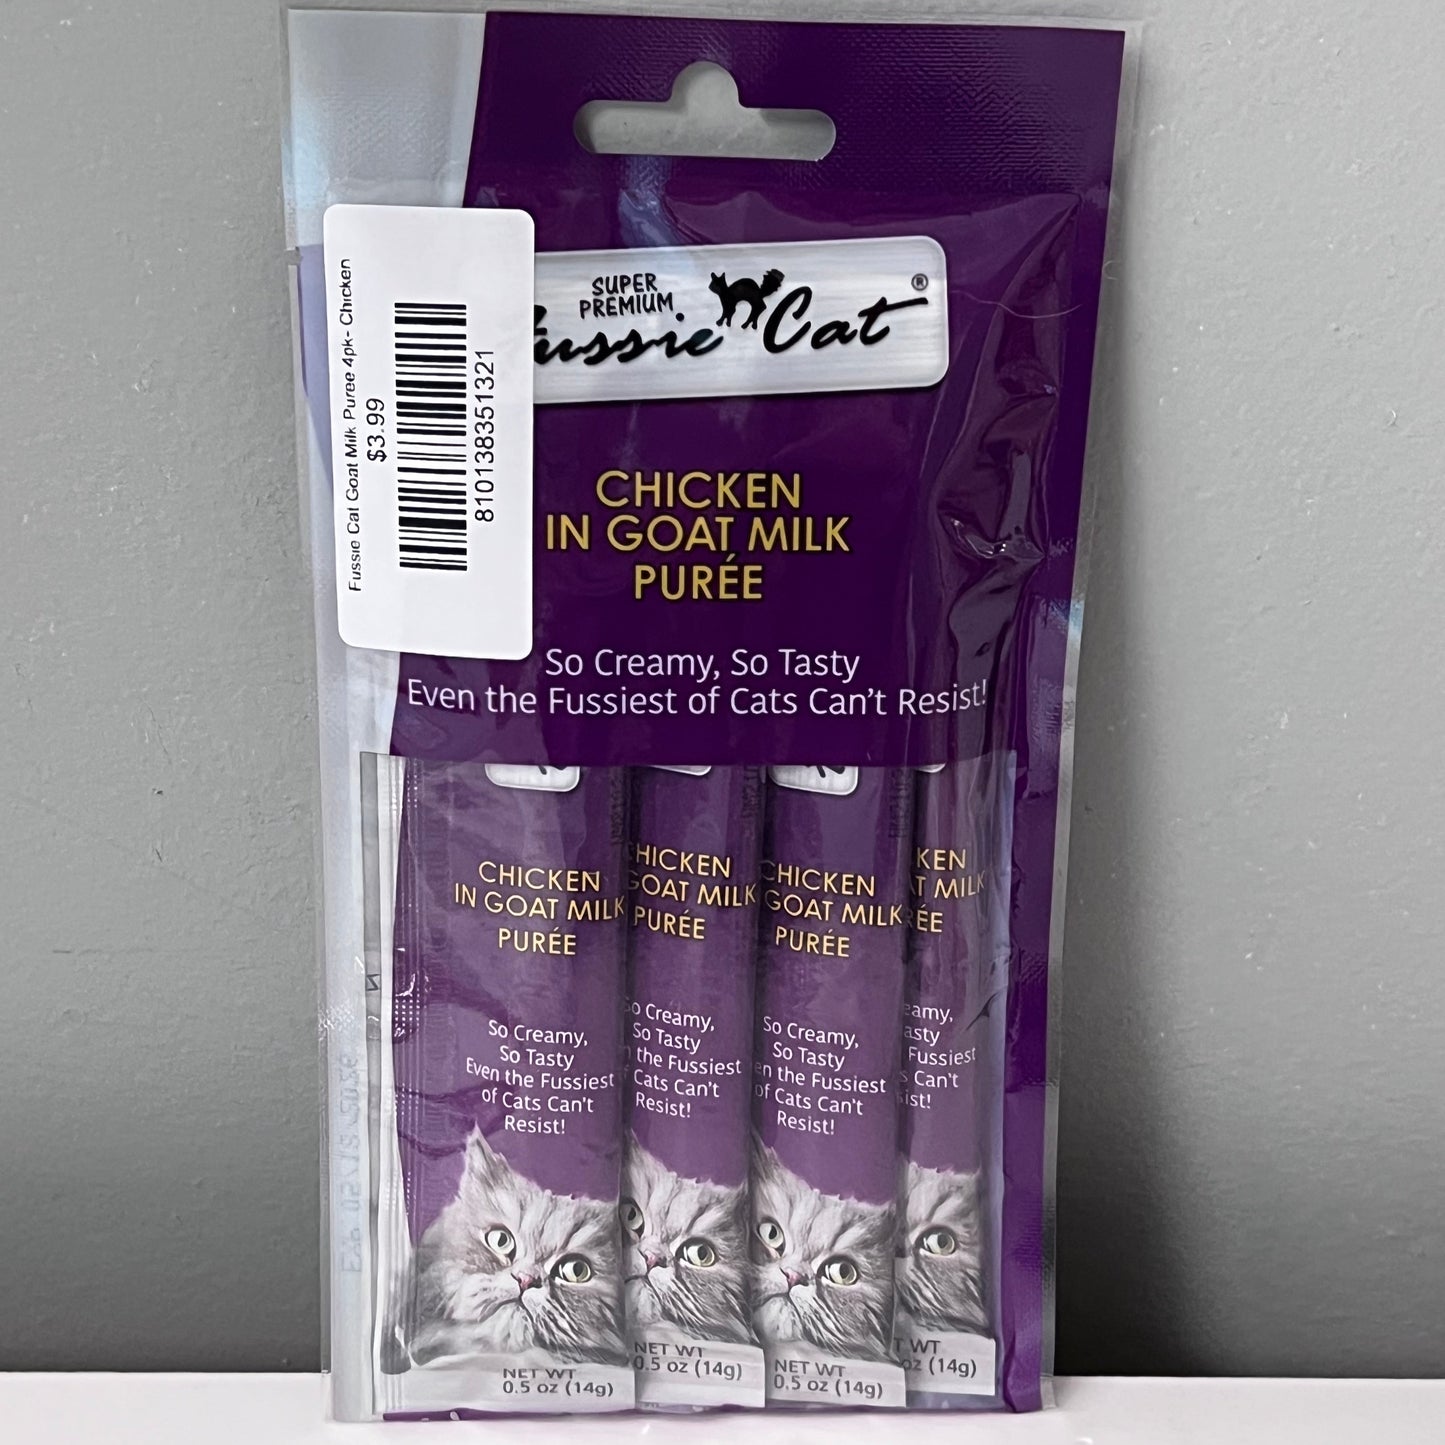 Fussie Cat Goat Milk Puree 4pk- Chicken
$3.99
810138351321
SUPER
PREMIUM
Fussie Cat®
CHICKEN
IN GOAT MILK
PURÉE
So Creamy, So Tasty
Even the Fussiest of Cats Can't Resist!
CHICKEN
IN GOAT MILK
PURÉE
So Creamy,
So Tasty
Even the Fussiest
of Cats Can't
Resist!
NET WT
0.5 oz (14g)
HICKEN
GOAT MILK
PURÉE
So Creamy,
So Tasty
n the Fussiest
f Cats Can't
Resist!
NET WT
0.5 oz (14g)
CHICKEN
GOAT MILK
PURÉE
So Creamy,
So Tasty
en the Fussiest
of Cats Can't
Resist!
NET WT
0.5 oz (14g)
KEN
AT MILK
RÉE
eamy,
asty
Fussiest
s Can't
sist!
T WT
oz (14g)